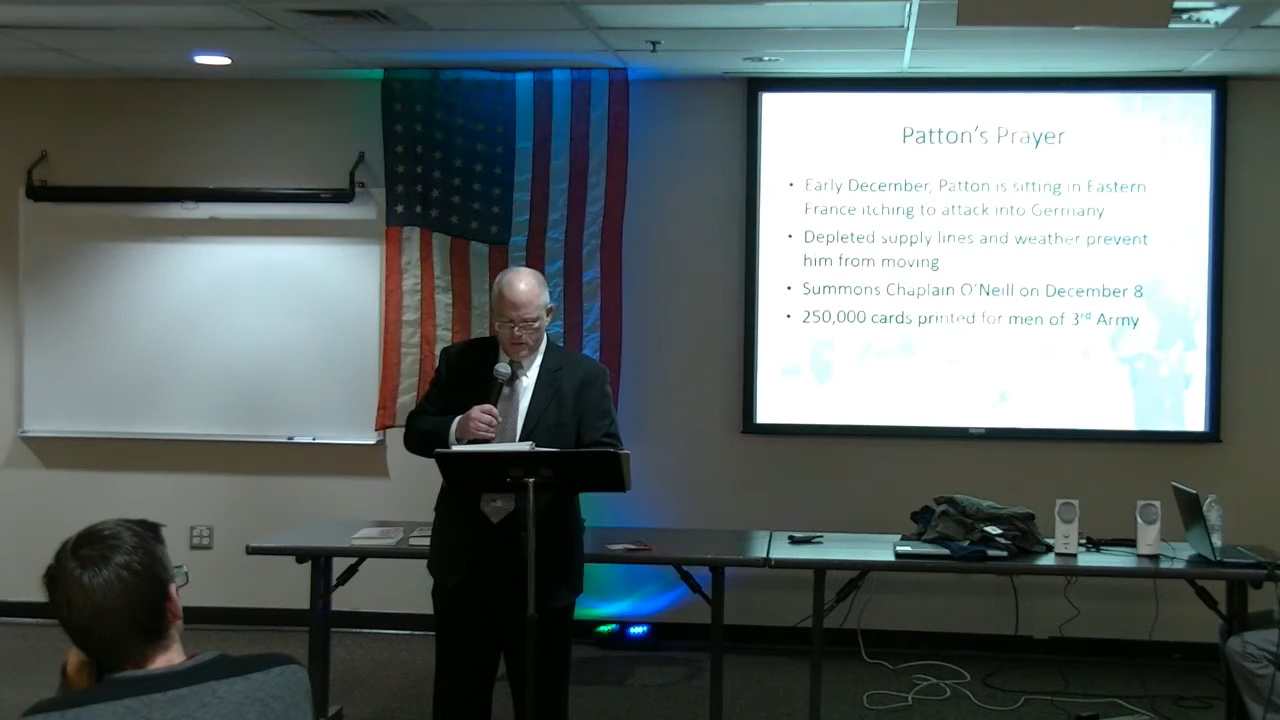 Patton's Prayer
• Early December, Patton is sitting in Eastern
France itching to attack into Germany
• Depleted supply lines and weather prevent
him from moving
• Summons Chaplain O'Neill on December 8
• 250,000 cards printed for men of 3rd Army